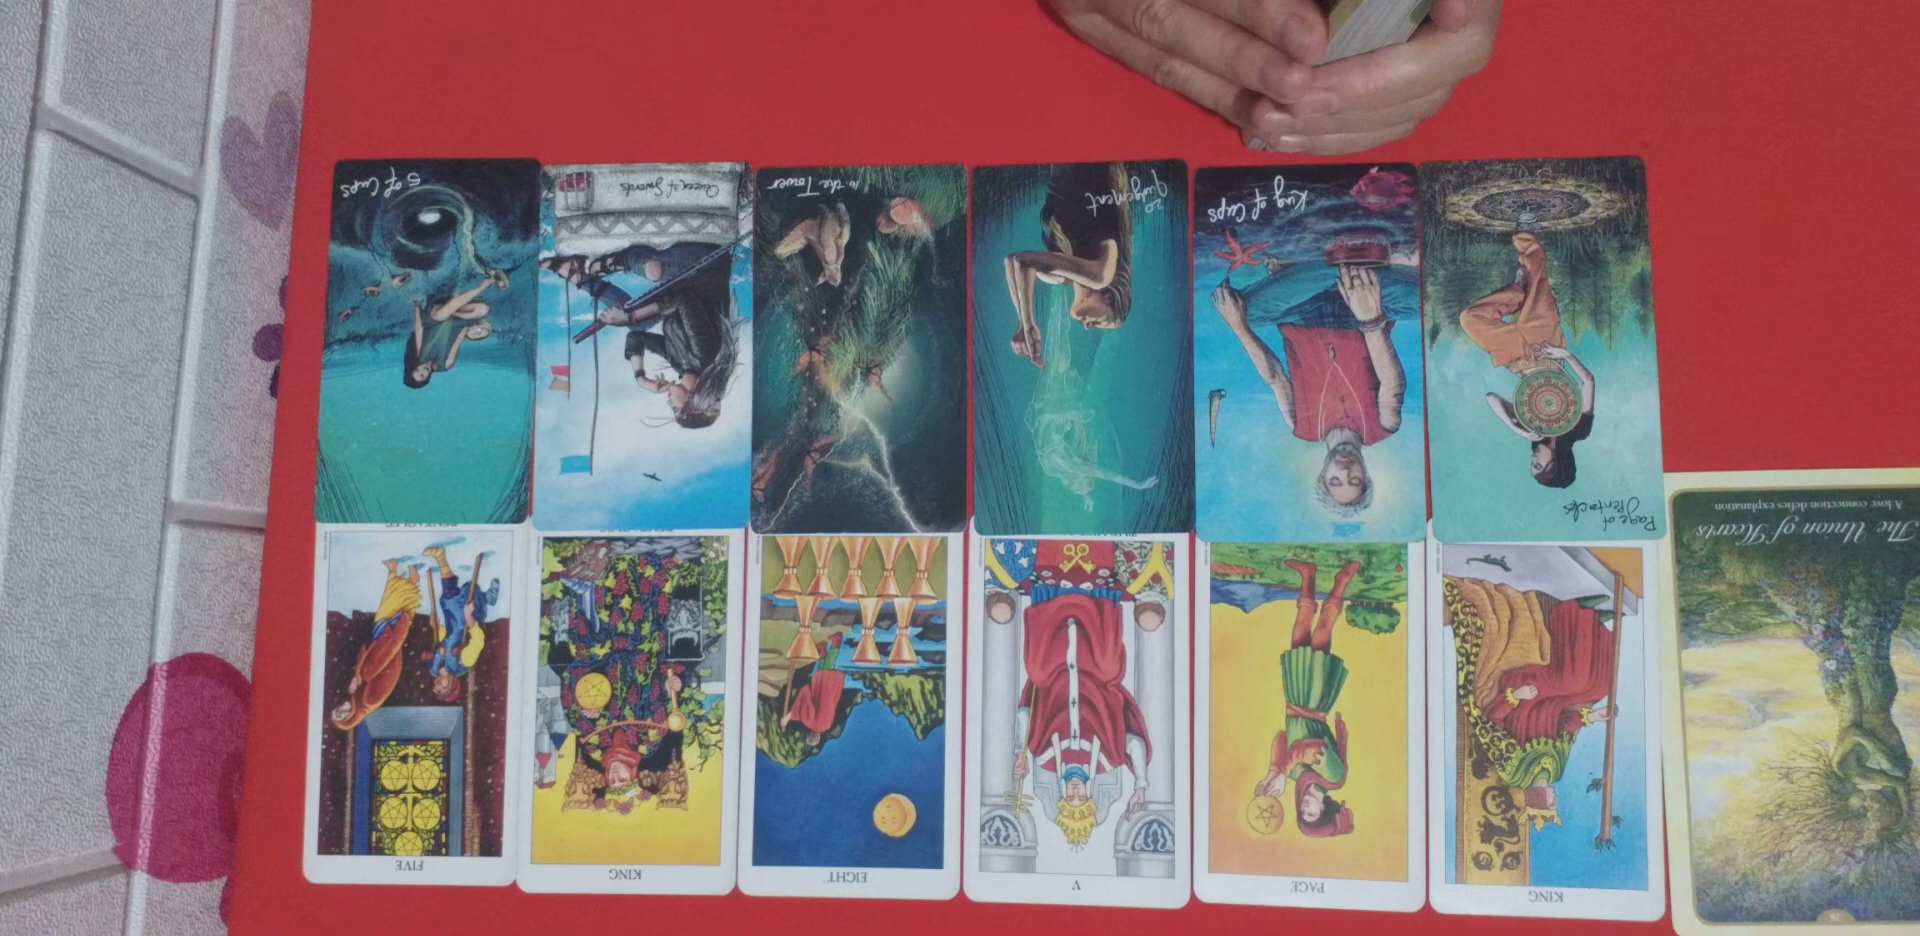 5 of Cups
Queen of Swords
16 the Tower
20
Judgement
King of Cups
Page of
Pentacles
FIVE
KING
EIGHT
V
PAGE
KING
The Union of Hearts
A love connection defies explanation